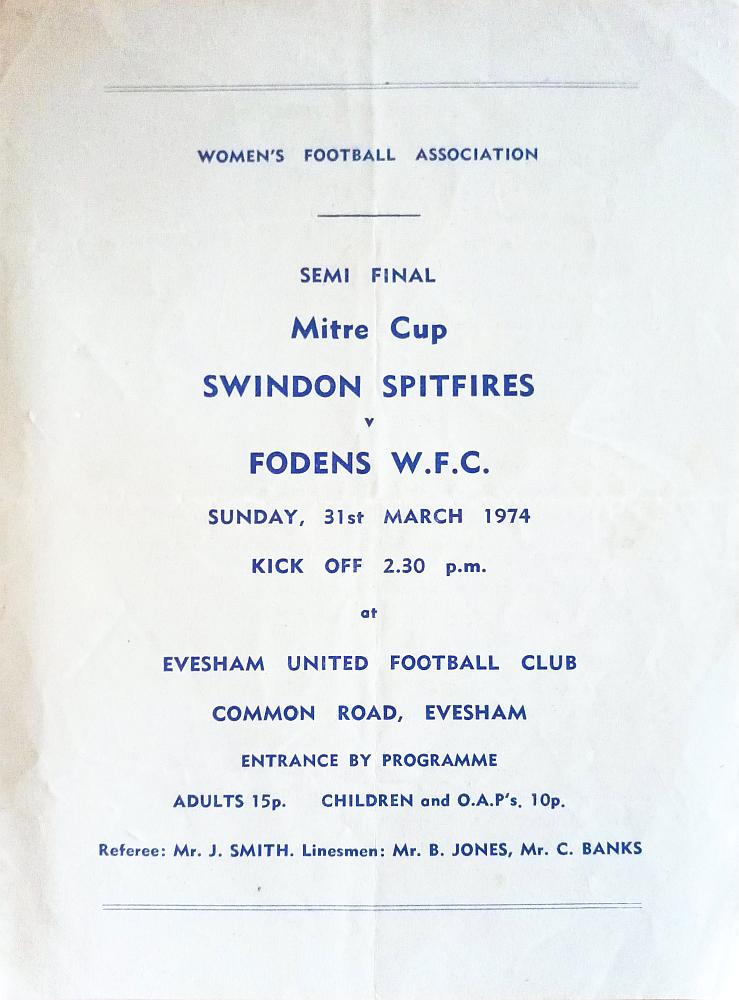 WOMEN'S FOOTBALL ASSOCIATION
SEMI FINAL
Mitre Cup
SWINDON SPITFIRES
v
FODENS W.F.C.
SUNDAY, 31st MARCH 1974
KICK OFF 2.30 p.m.
at
EVESHAM UNITED FOOTBALL CLUB
COMMON ROAD, EVESHAM
ENTRANCE BY PROGRAMME
ADULTS 15p. CHILDREN and O.A.P's. 10p.
Referee: Mr. J. SMITH. Linesmen: Mr. B. JONES, Mr. C. BANKS